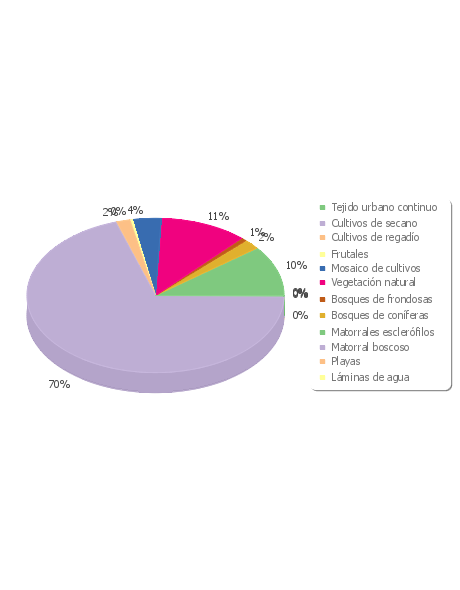 2%
0%
4%
11%
1%
2%
10%
0%
0%
70%
Tejido urbano continuo
Cultivos de secano
Cultivos de regadío
Frutales
Mosaico de cultivos
Vegetación natural
Bosques de frondosas
Bosques de coníferas
Matorrales esclerófilos
Matorral boscoso
Playas
Láminas de agua